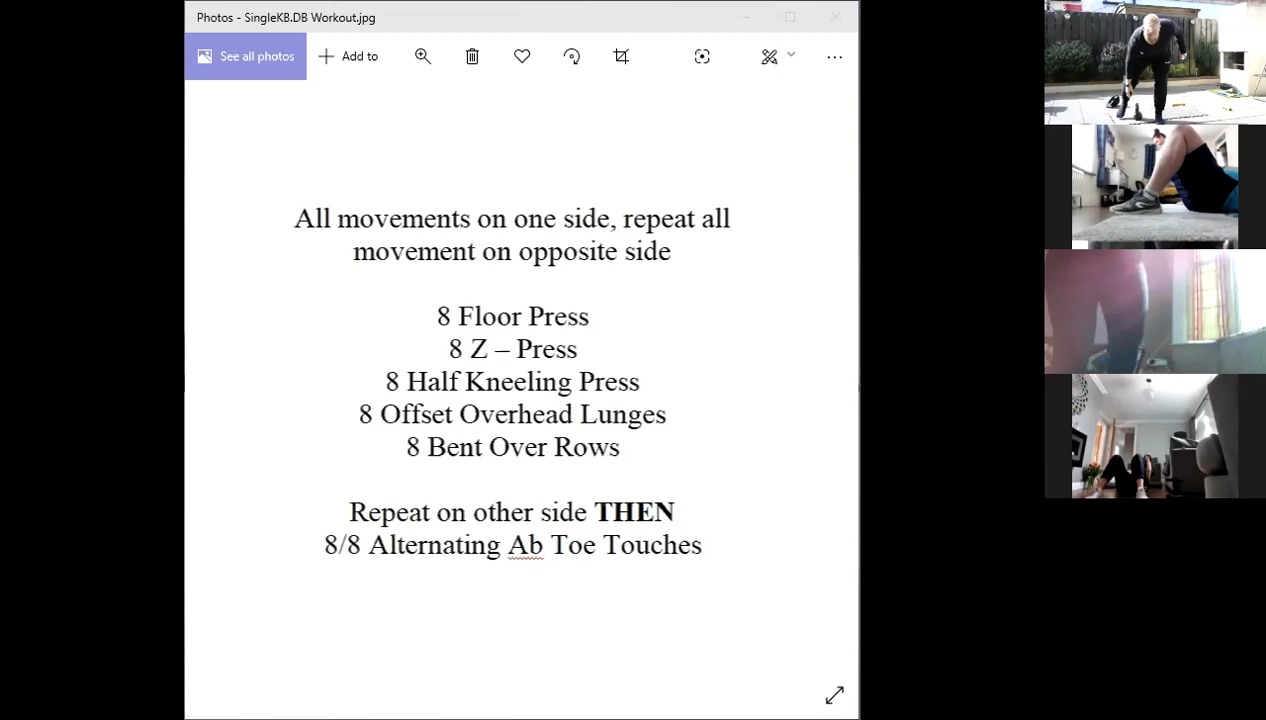 Photos - SingleKB.DB Workout.jpg
See all photos
Add to
All movements on one side, repeat all
movement on opposite side
8 Floor Press
8 Z – Press
8 Half Kneeling Press
8 Offset Overhead Lunges
8 Bent Over Rows
Repeat on other side THEN
8/8 Alternating Ab Toe Touches